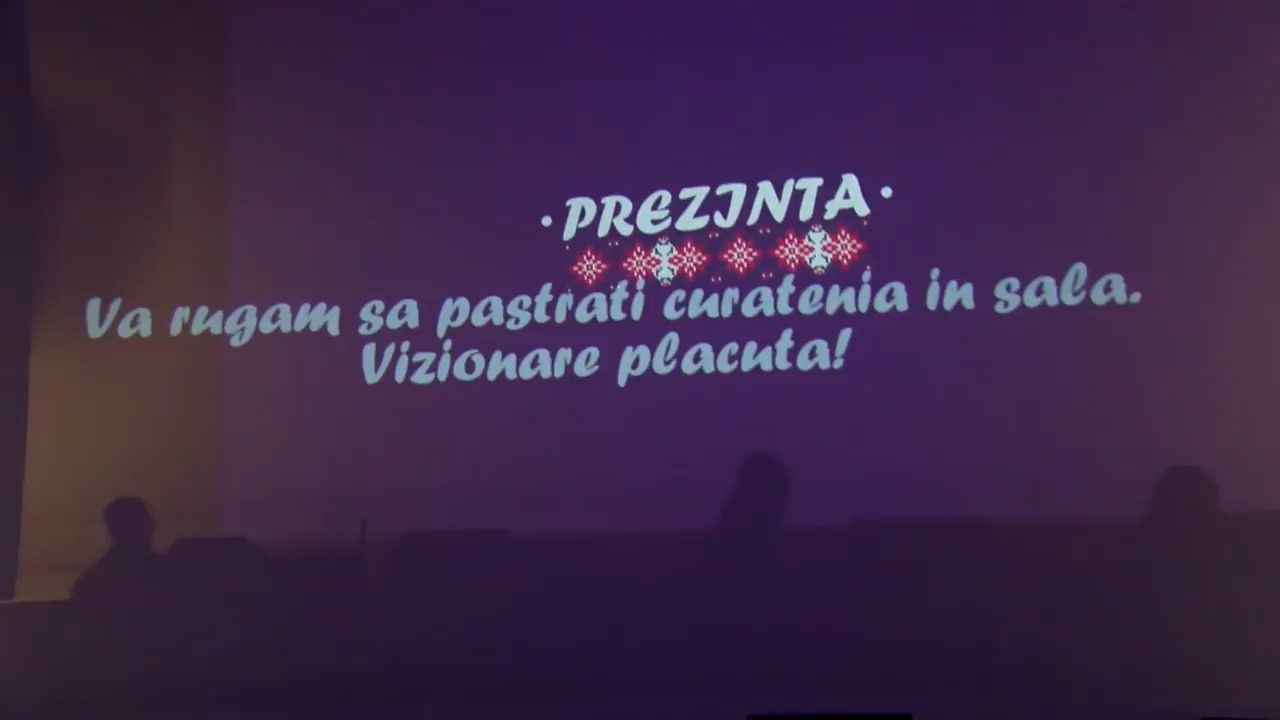 · PREZINTA ·
Va rugam sa pastrati curatenia in sala.
Vizionare placuta!